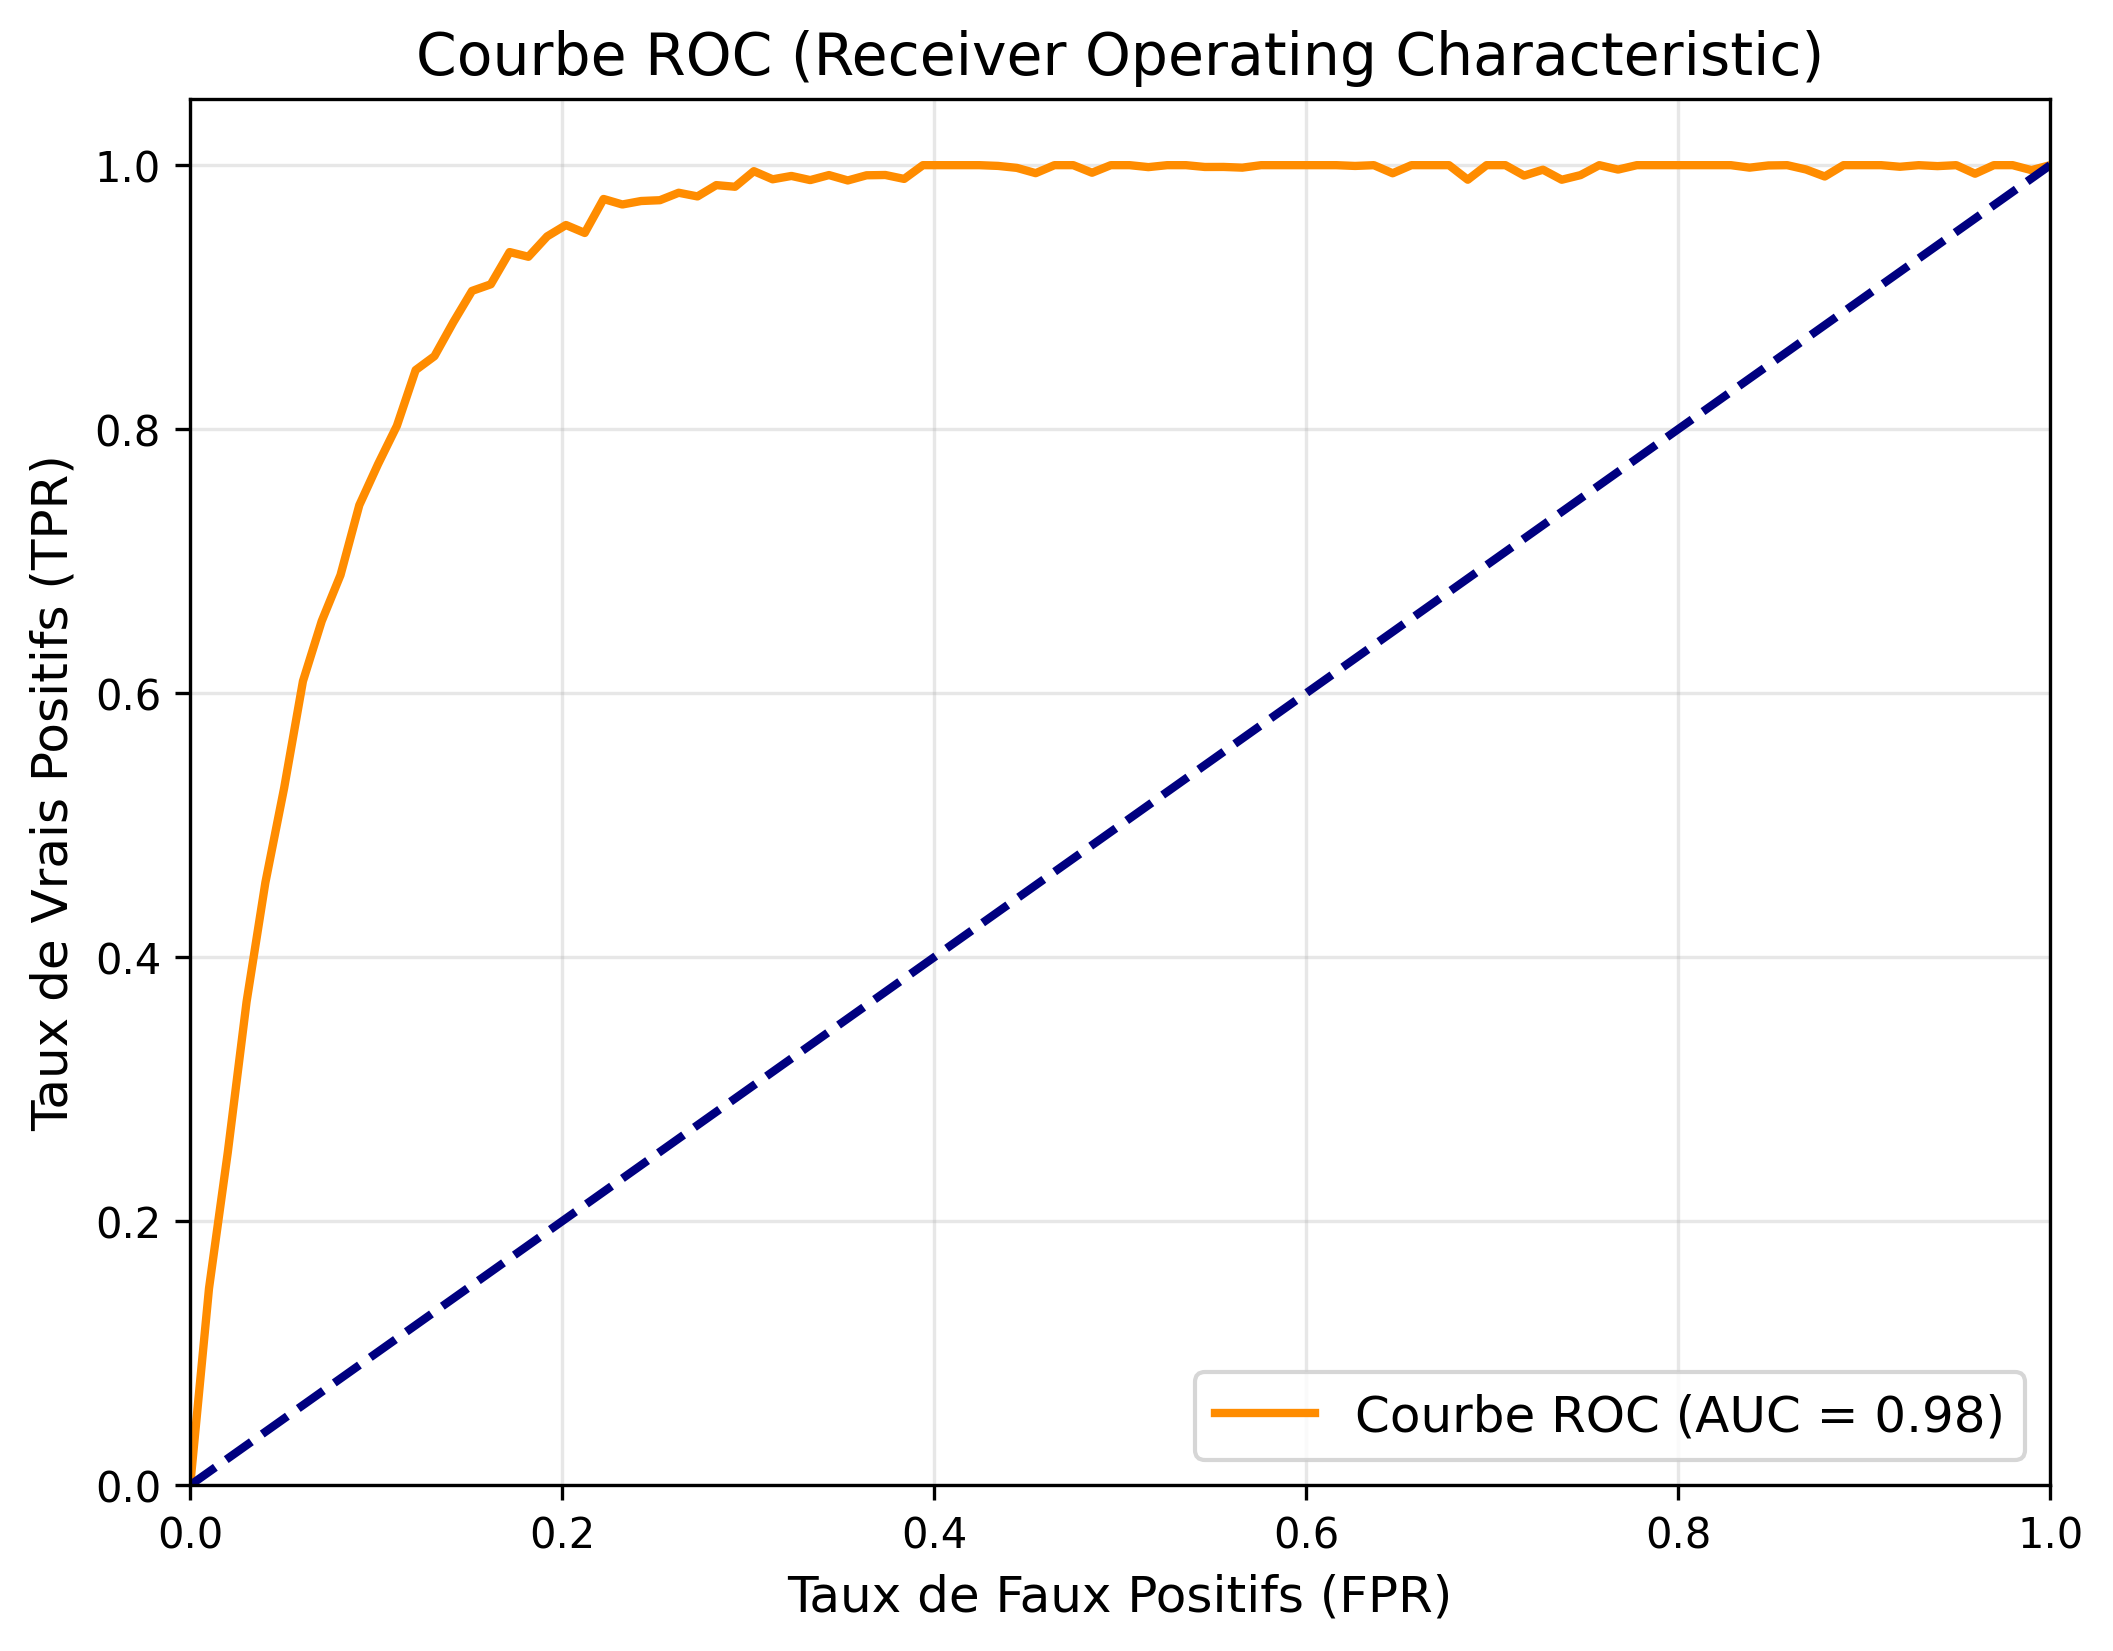 Courbe ROC (Receiver Operating Characteristic)
Taux de Vrais Positifs (TPR)
1.0
0.8
0.6
0.4
0.2
0.0
Courbe ROC (AUC = 0.98)
0.0 0.2 0.4 0.6 0.8 1.0
Taux de Faux Positifs (FPR)